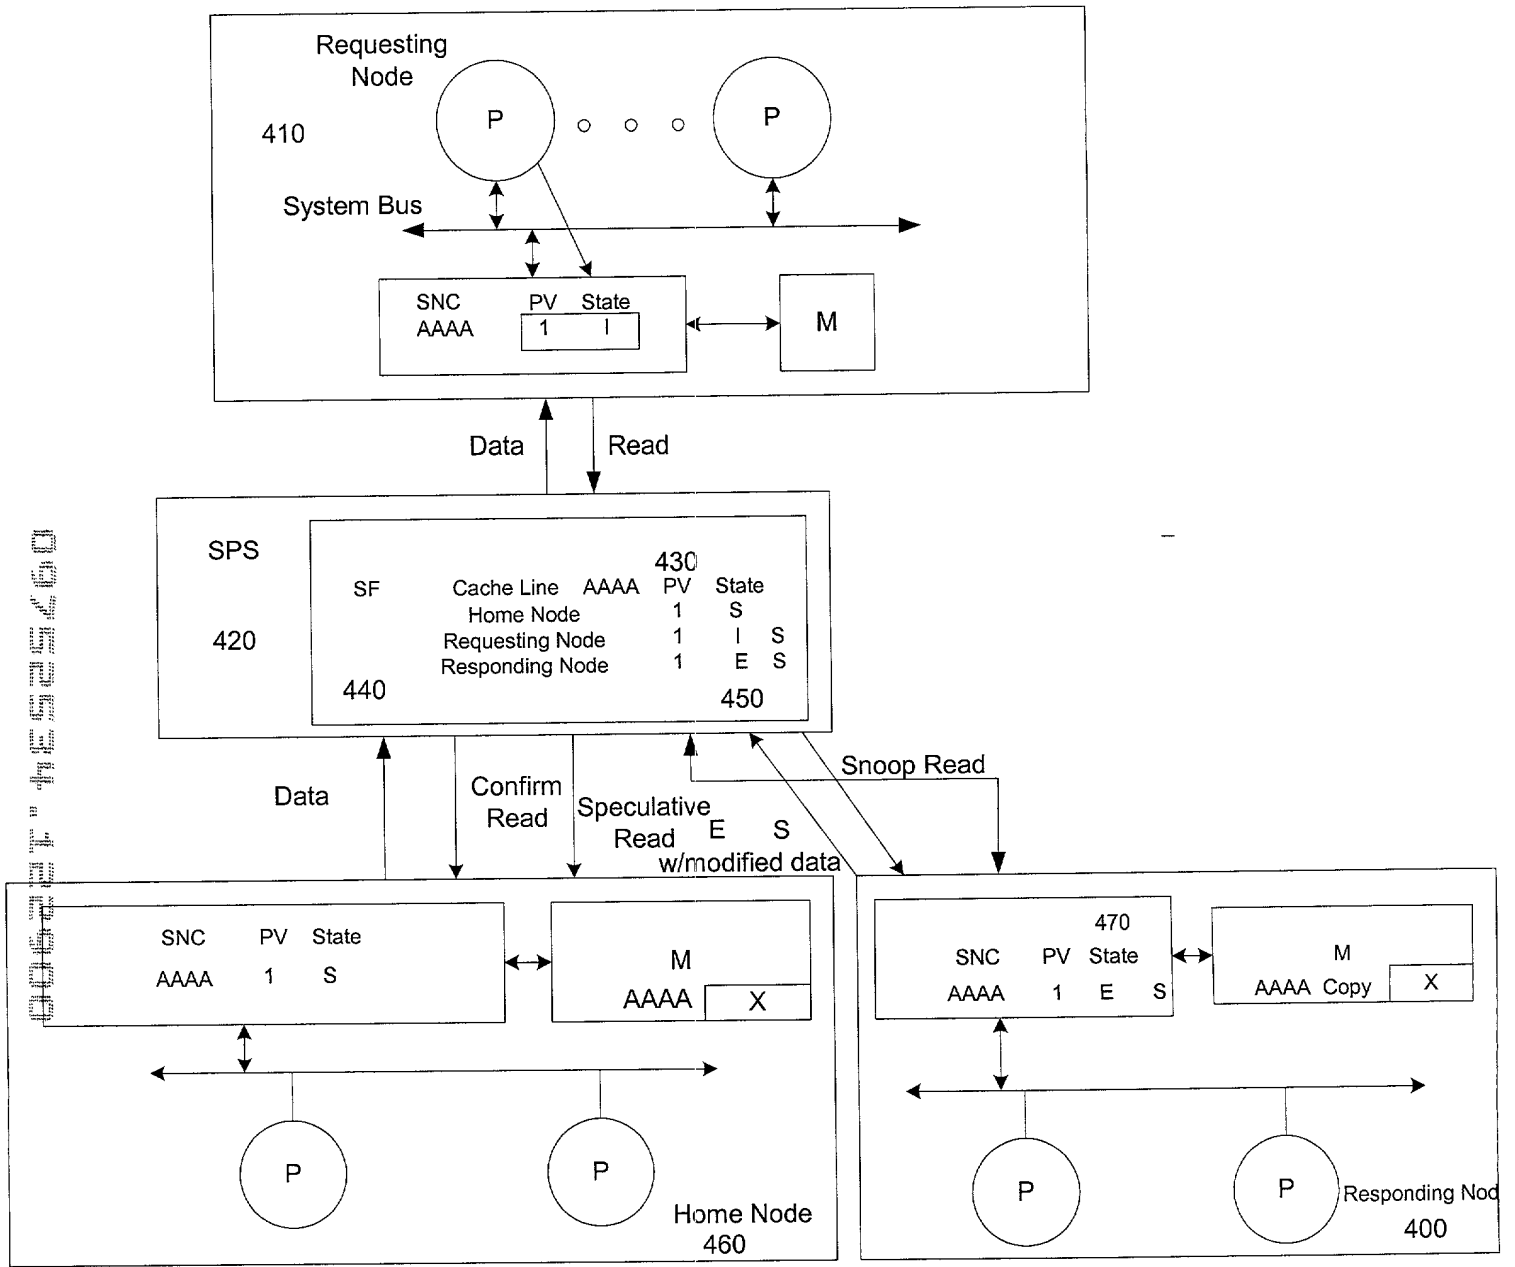 Requesting
Node
P
P
410
System Bus
SNC PV State
AAAA 1 I
M
Data
Read
SPS
420
430
SF Cache Line AAAA PV State
Home Node 1 S
Requesting Node 1 I S
Responding Node 1 E S
440
450
Data
Confirm
Read
Speculative
Read
E S
w/modified data
Snoop Read
SNC PV State
AAAA 1 S
M
AAAA X
P
P
Home Node
460
470
SNC PV State
AAAA 1 E S
M
AAAA Copy X
P
P
Responding Nod
400